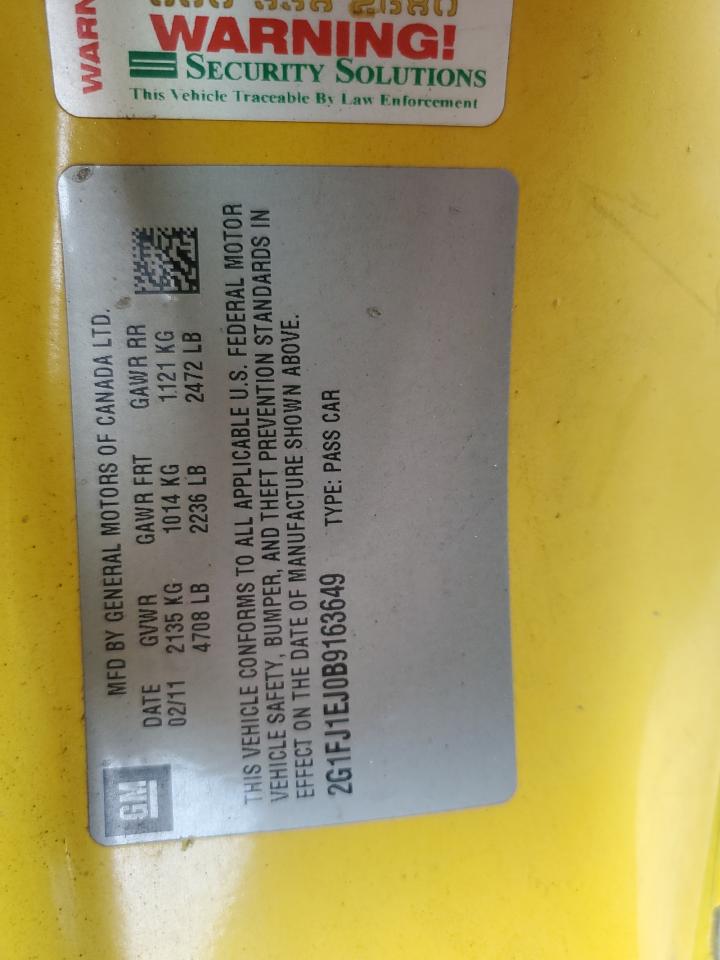 WARNING!
SECURITY SOLUTIONS
This Vehicle Traceable By Law Enforcement
GM
MFD BY GENERAL MOTORS OF CANADA LTD.
DATE GVWR GAWR FRT GAWR RR
02/11 2135 KG 1014 KG 1121 KG
4708 LB 2236 LB 2472 LB
THIS VEHICLE CONFORMS TO ALL APPLICABLE U.S. FEDERAL MOTOR
VEHICLE SAFETY, BUMPER, AND THEFT PREVENTION STANDARDS IN
EFFECT ON THE DATE OF MANUFACTURE SHOWN ABOVE.
2G1FJ1EJ0B9163649 TYPE: PASS CAR